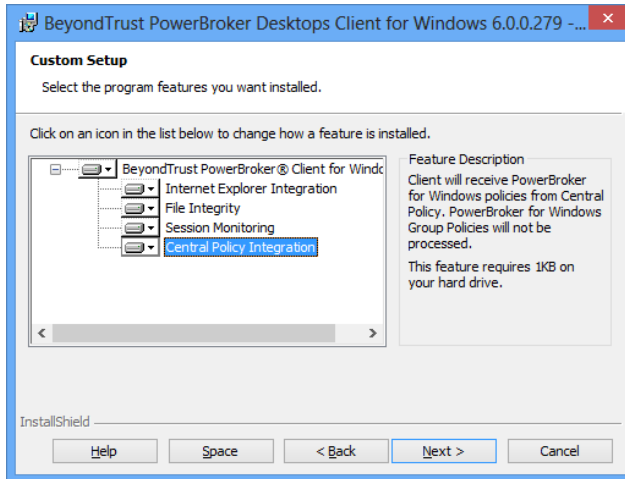 BeyondTrust PowerBroker Desktops Client for Windows 6.0.0.279 -...
Custom Setup
Select the program features you want installed.
Click on an icon in the list below to change how a feature is installed.
BeyondTrust PowerBroker® Client for Windc
Internet Explorer Integration
File Integrity
Session Monitoring
Central Policy Integration
Feature Description
Client will receive PowerBroker
for Windows policies from Central
Policy. PowerBroker for Windows
Group Policies will not be
processed.
This feature requires 1KB on
your hard drive.
InstallShield
Help
Space
< Back
Next >
Cancel